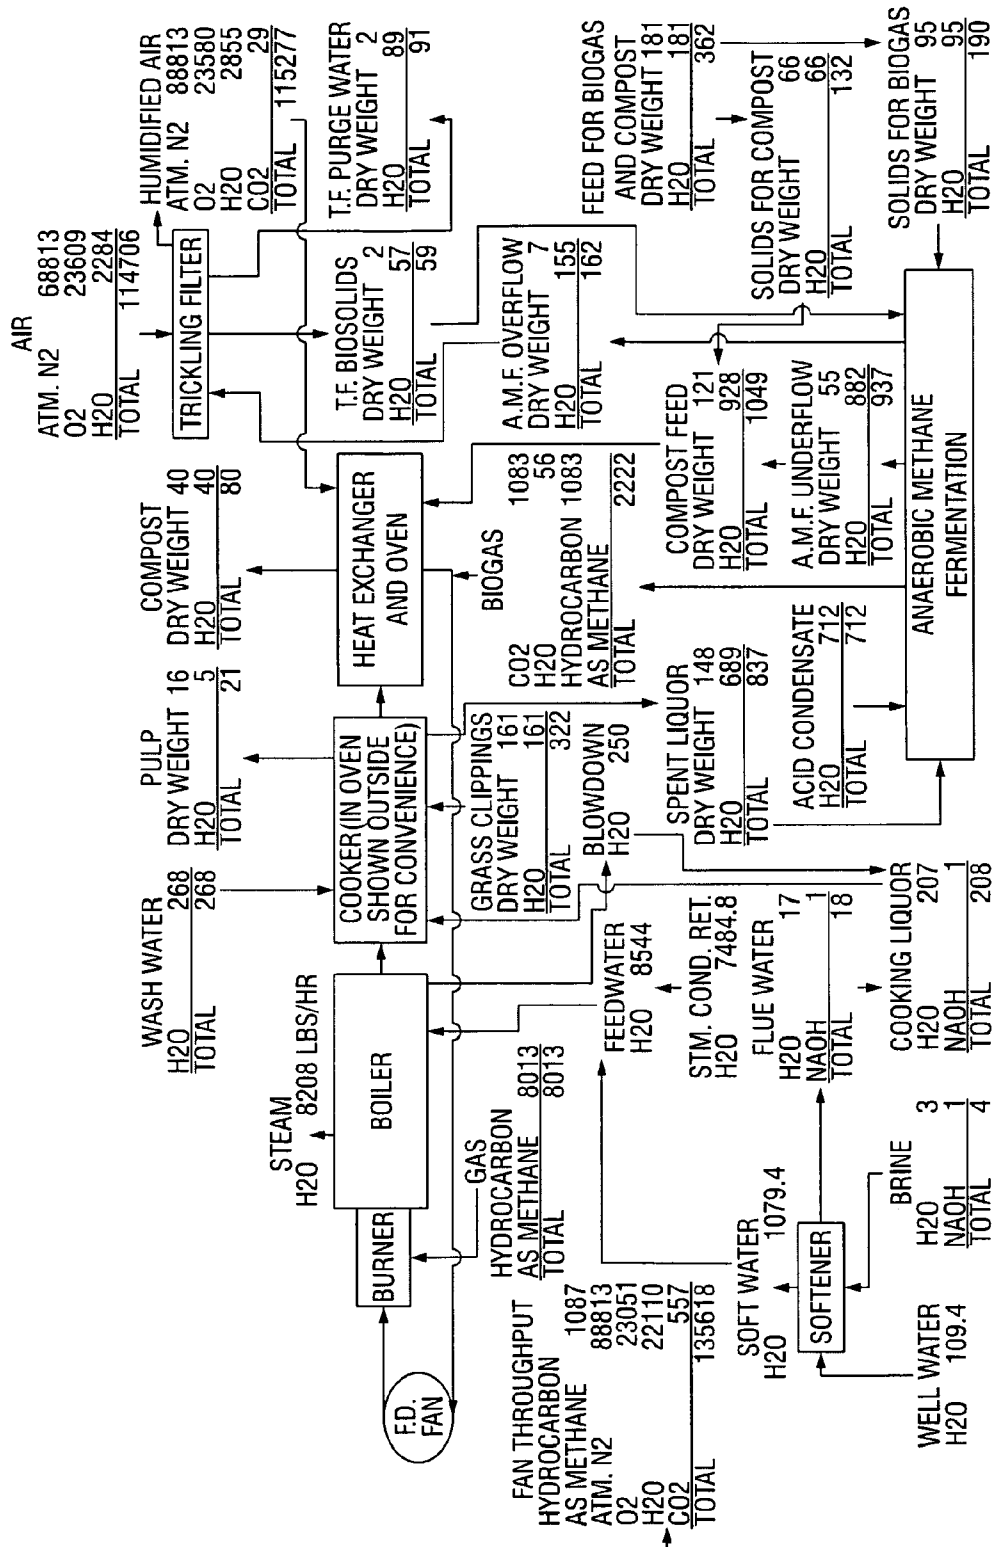 AIR
ATM. N2 68813
O2 23609
H2O 2284
TOTAL 114706
TRICKLING FILTER
HUMIDIFIED AIR
ATM. N2 88813
O2 23580
H2O 2855
CO2 29
TOTAL 115277
T.F. PURGE WATER
DRY WEIGHT 2
H2O 89
TOTAL 91
T.F. BIOSOLIDS
DRY WEIGHT 2
H2O 57
TOTAL 59
A.M.F. OVERFLOW
DRY WEIGHT 7
H2O 155
TOTAL 162
FEED FOR BIOGAS
AND COMPOST
DRY WEIGHT 181
H2O 181
TOTAL 362
SOLIDS FOR COMPOST
DRY WEIGHT 66
H2O 66
TOTAL 132
SOLIDS FOR BIOGAS
DRY WEIGHT 95
H2O 95
TOTAL 190
COMPOST
DRY WEIGHT 40
H2O 40
TOTAL 80
HEAT EXCHANGER
AND OVEN
BIOGAS
CO2 1083
H2O 56
HYDROCARBON
AS METHANE 1083
TOTAL 2222
COMPOST FEED
DRY WEIGHT 121
H2O 928
TOTAL 1049
A.M.F. UNDERFLOW
DRY WEIGHT 55
H2O 882
TOTAL 937
ANAEROBIC METHANE
FERMENTATION
PULP
DRY WEIGHT 16
H2O 5
TOTAL 21
WASH WATER
H2O 268
TOTAL 268
COOKER (IN OVEN
SHOWN OUTSIDE
FOR CONVENIENCE)
GRASS CLIPPINGS
DRY WEIGHT 161
H2O 161
TOTAL 322
BLOWDOWN
H2O 250
SPENT LIQUOR
DRY WEIGHT 148
H2O 689
TOTAL 837
ACID CONDENSATE
H2O 712
TOTAL 712
STEAM
H2O 8208 LBS/HR
BOILER
BURNER
GAS
HYDROCARBON
AS METHANE 8013
TOTAL 8013
FEEDWATER
H2O 8544
STM. COND. RET.
H2O 7484.8
FLUE WATER
H2O 17
NAOH 1
TOTAL 18
COOKING LIQUOR
H2O 207
NAOH 1
TOTAL 208
F.D.
FAN
FAN THROUGHPUT
HYDROCARBON
AS METHANE 1087
ATM. N2 88813
O2 23051
H2O 22110
CO2 557
TOTAL 135618
SOFT WATER
H2O 1079.4
SOFTENER
BRINE
H2O 3
NAOH 1
TOTAL 4
WELL WATER
H2O 109.4